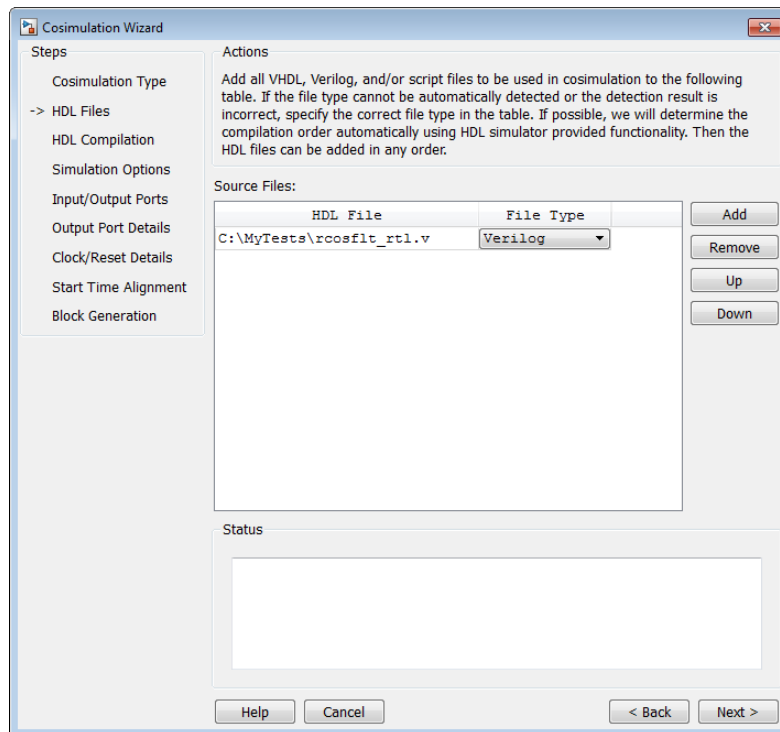 Cosimulation Wizard
Steps
Cosimulation Type
-> HDL Files
HDL Compilation
Simulation Options
Input/Output Ports
Output Port Details
Clock/Reset Details
Start Time Alignment
Block Generation
Actions
Add all VHDL, Verilog, and/or script files to be used in cosimulation to the following
table. If the file type cannot be automatically detected or the detection result is
incorrect, specify the correct file type in the table. If possible, we will determine the
compilation order automatically using HDL simulator provided functionality. Then the
HDL files can be added in any order.
Source Files:
HDL File File Type
C:\MyTests\rcosflt_rtl.v Verilog
Add
Remove
Up
Down
Status
Help Cancel < Back Next >